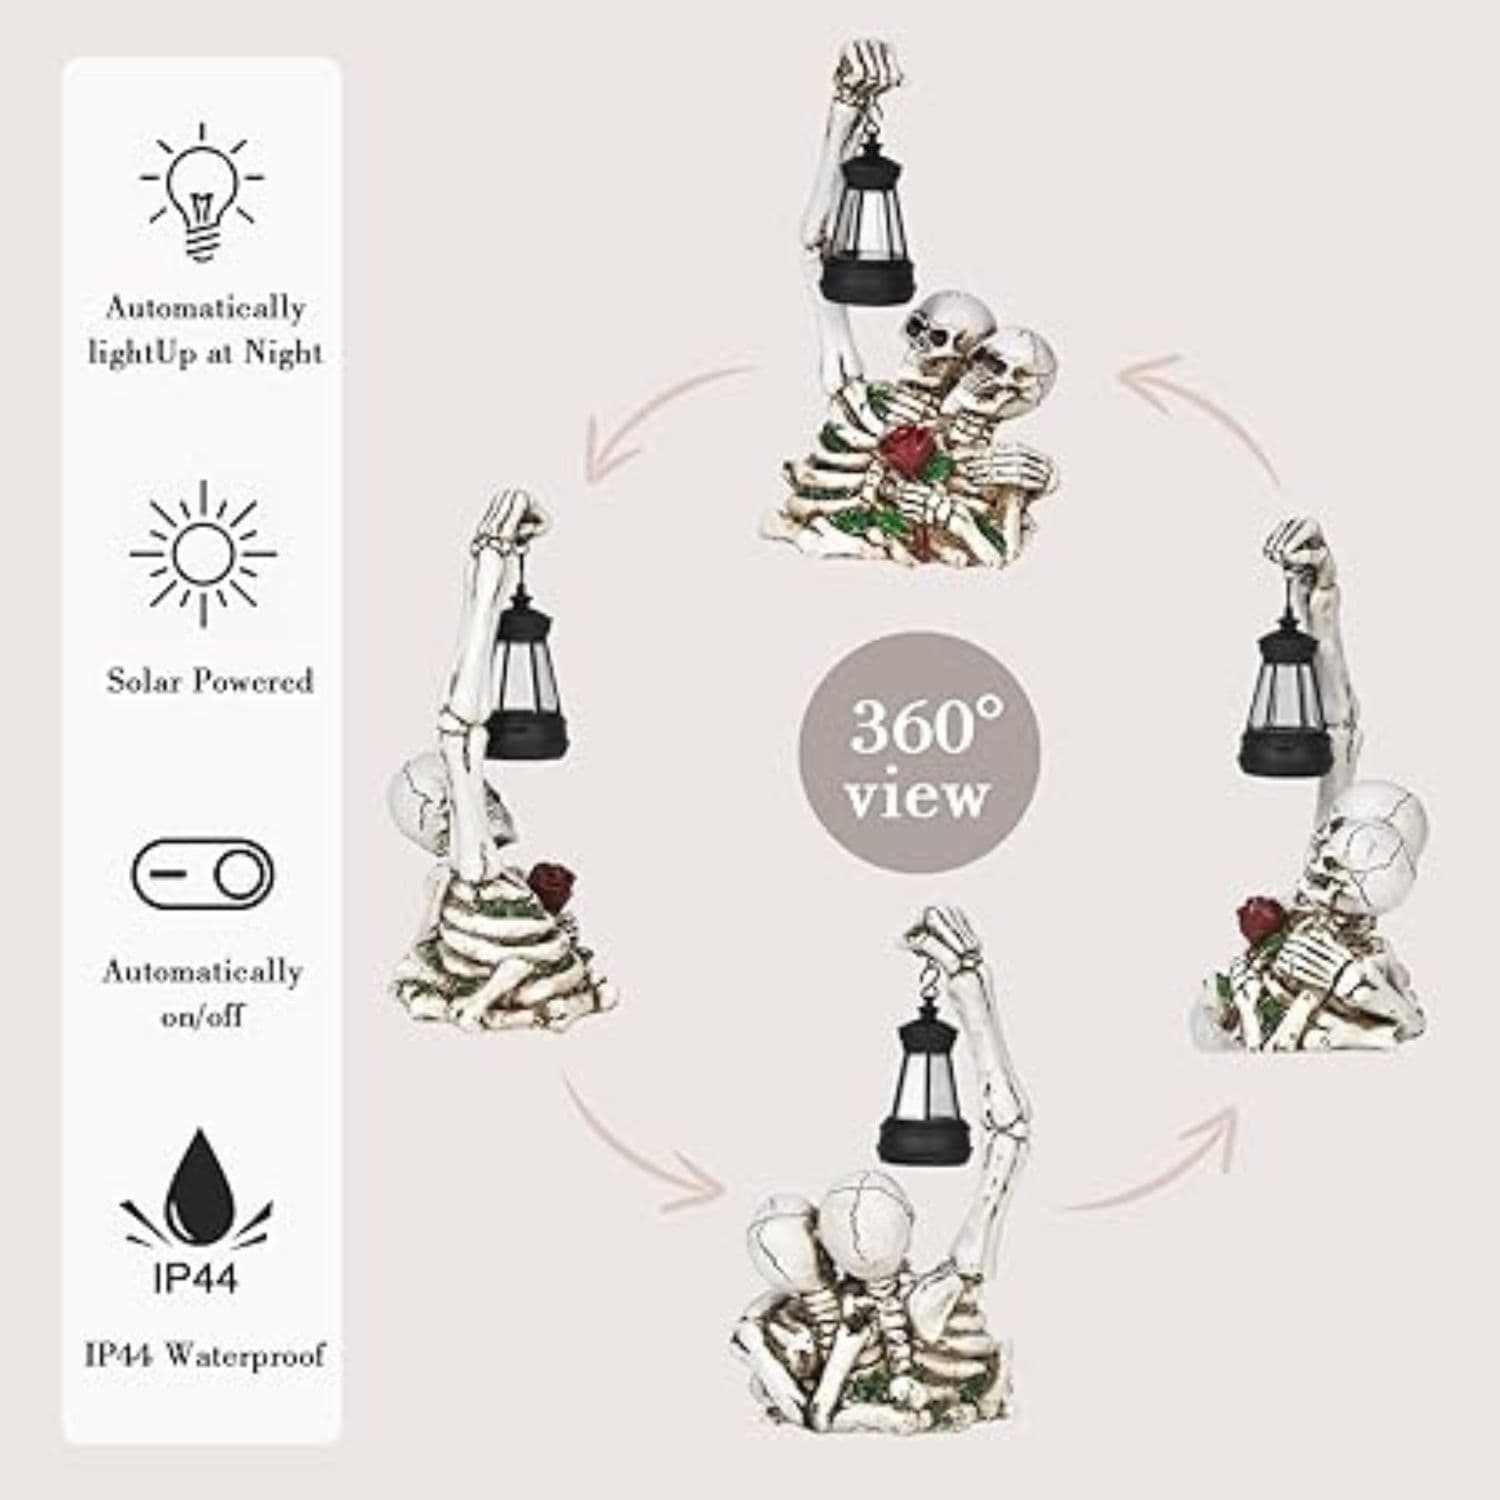 Automatically
lightUp at Night
Solar Powered
Automatically
on/off
IP44
IP44 Waterproof
360°
view